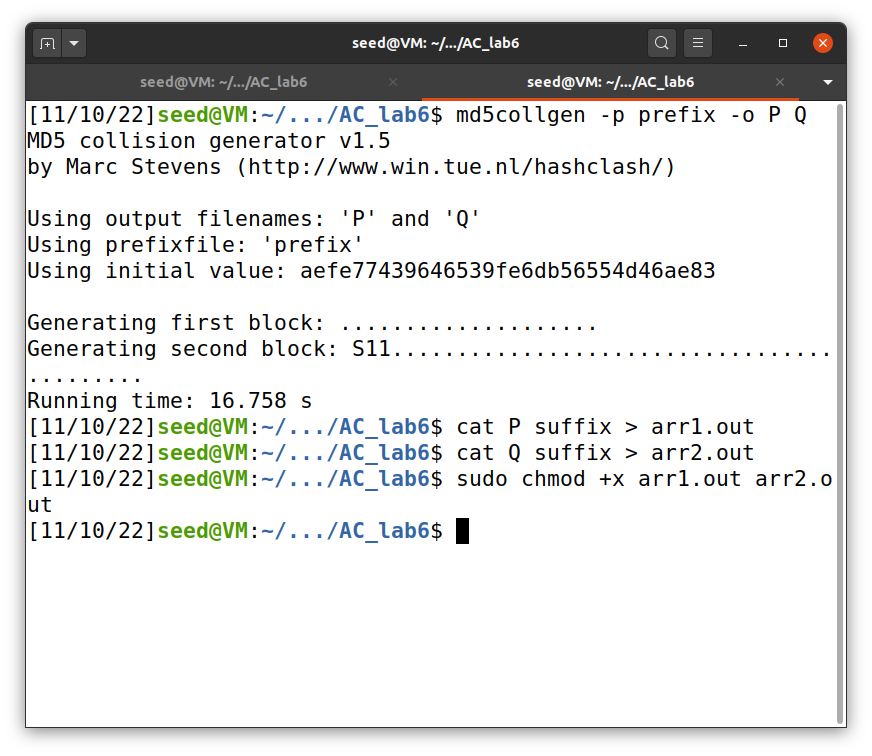 seed@VM: ~/.../AC_lab6
seed@VM: ~/.../AC_lab6
seed@VM: ~/.../AC_lab6
[11/10/22]seed@VM:~/.../AC_lab6$ md5collgen -p prefix -o P Q
MD5 collision generator v1.5
by Marc Stevens (http://www.win.tue.nl/hashclash/)
Using output filenames: 'P' and 'Q'
Using prefixfile: 'prefix'
Using initial value: aefe77439646539fe6db56554d46ae83
Generating first block: ....................
Generating second block: S11..................................
.........
Running time: 16.758 s
[11/10/22]seed@VM:~/.../AC_lab6$ cat P suffix > arr1.out
[11/10/22]seed@VM:~/.../AC_lab6$ cat Q suffix > arr2.out
[11/10/22]seed@VM:~/.../AC_lab6$ sudo chmod +x arr1.out arr2.o
ut
[11/10/22]seed@VM:~/.../AC_lab6$